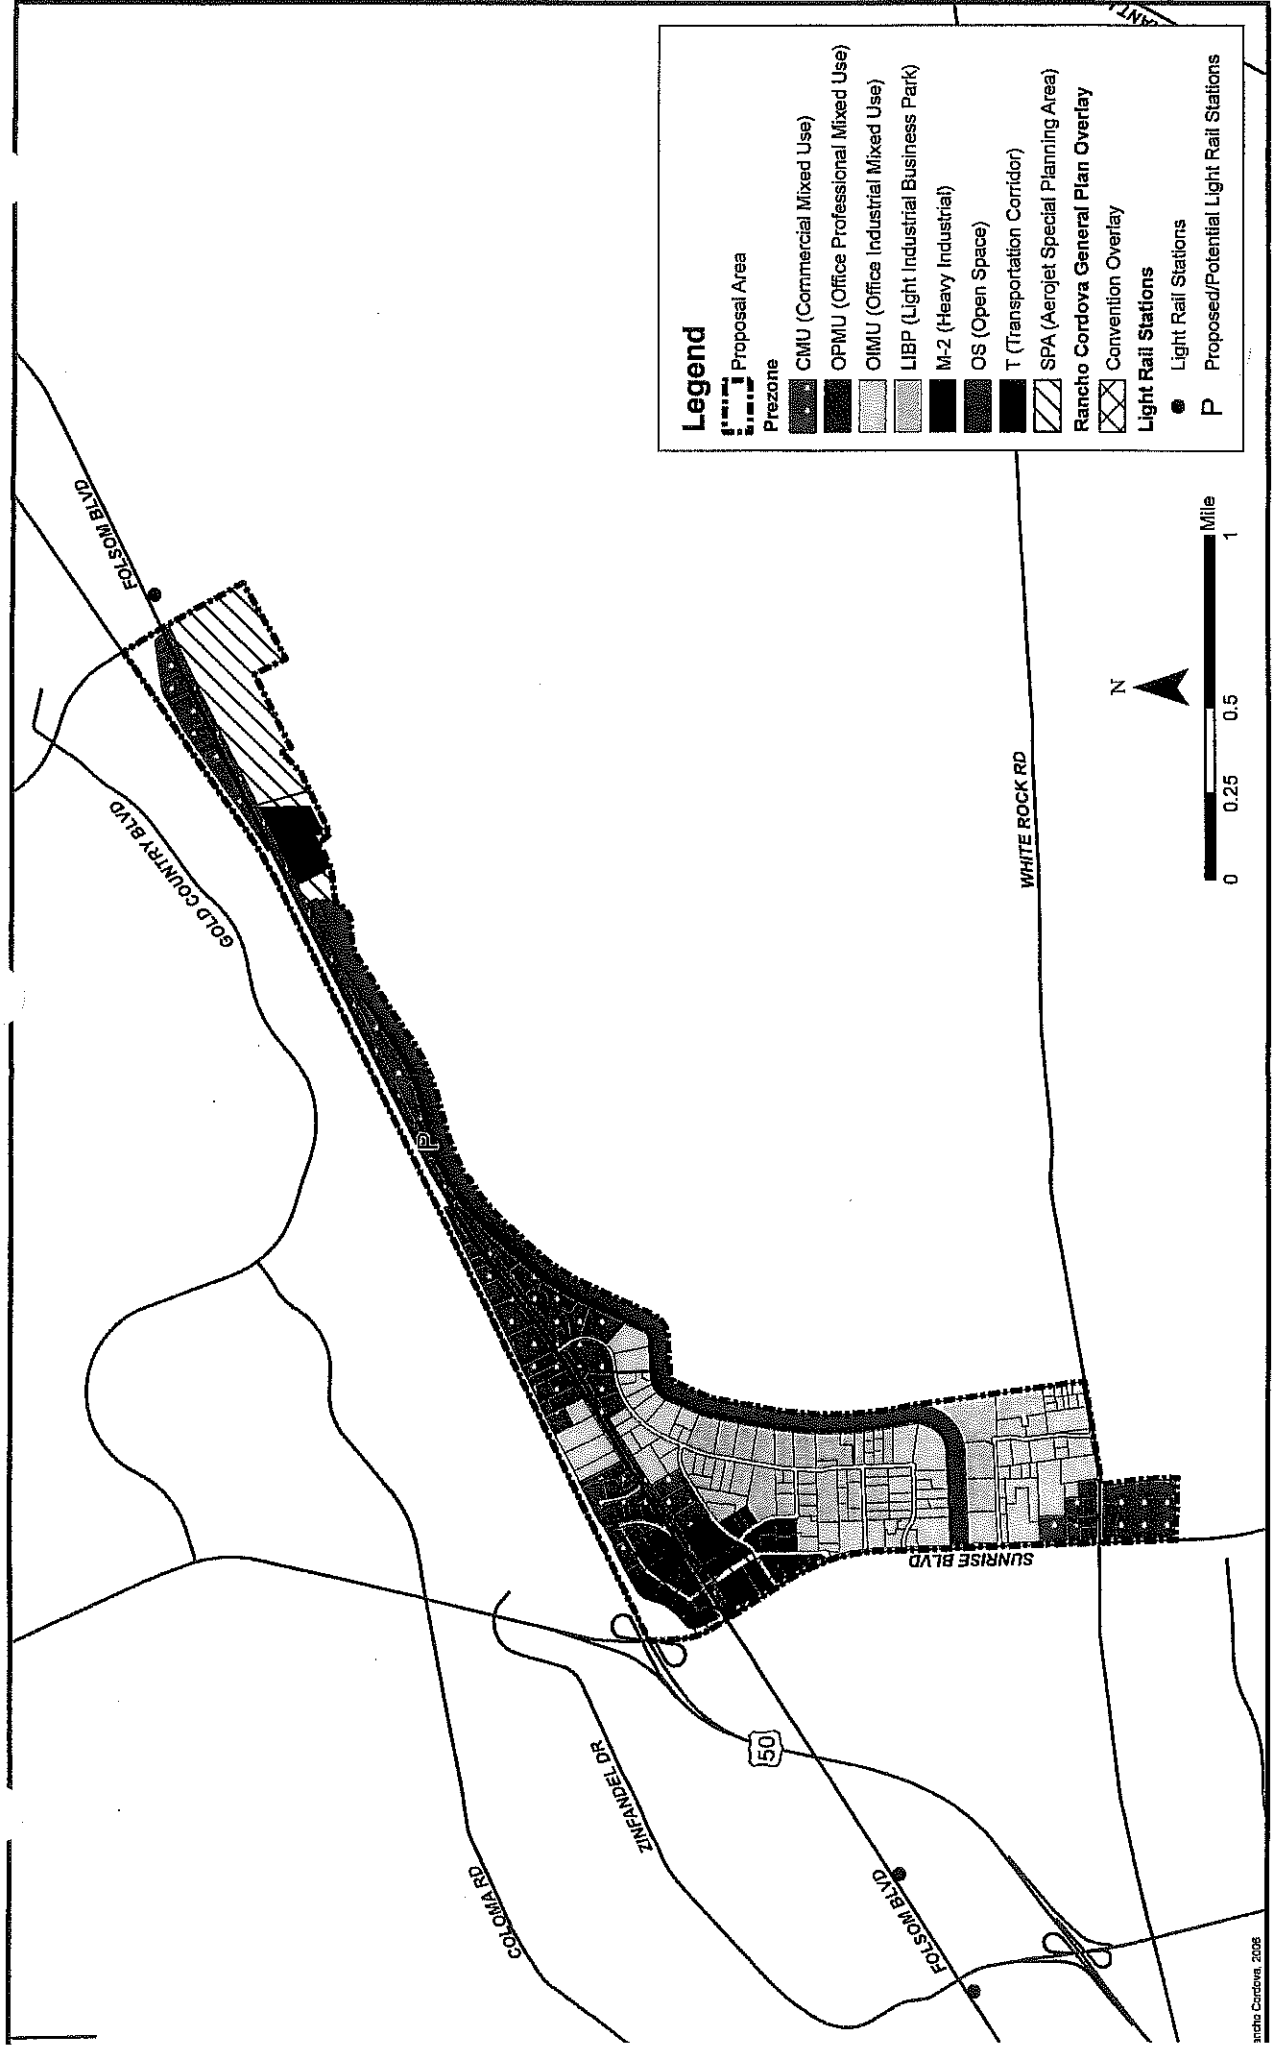 FOLSOM BLVD
GOLD COUNTRY BLVD
COLOMA RD
ZINFANDEL DR
50
FOLSOM BLVD
SUNRISE BLVD
WHITE ROCK RD
P
N
0 0.25 0.5 1
Mile
Legend
Proposal Area
Prezone
CMU (Commercial Mixed Use)
OPMU (Office Professional Mixed Use)
OIMU (Office Industrial Mixed Use)
LIBP (Light Industrial Business Park)
M-2 (Heavy Industrial)
OS (Open Space)
T (Transportation Corridor)
SPA (Aerojet Special Planning Area)
Rancho Cordova General Plan Overlay
Convention Overlay
Light Rail Stations
Light Rail Stations
P Proposed/Potential Light Rail Stations
ancho Cordova, 2006